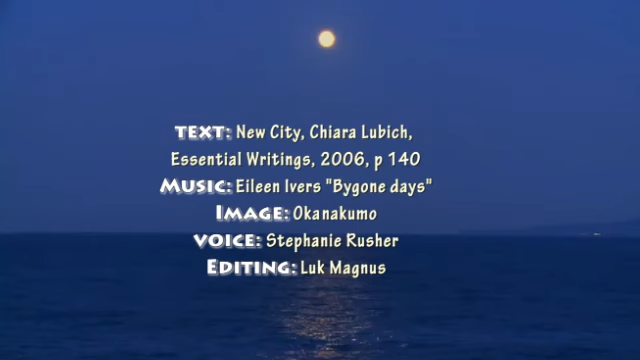 TEXT: New City, Chiara Lubich,
Essential Writings, 2006, p 140
MUSIC: Eileen Ivers "Bygone days"
IMAGE: Okanakumo
VOICE: Stephanie Rusher
EDITING: Luk Magnus